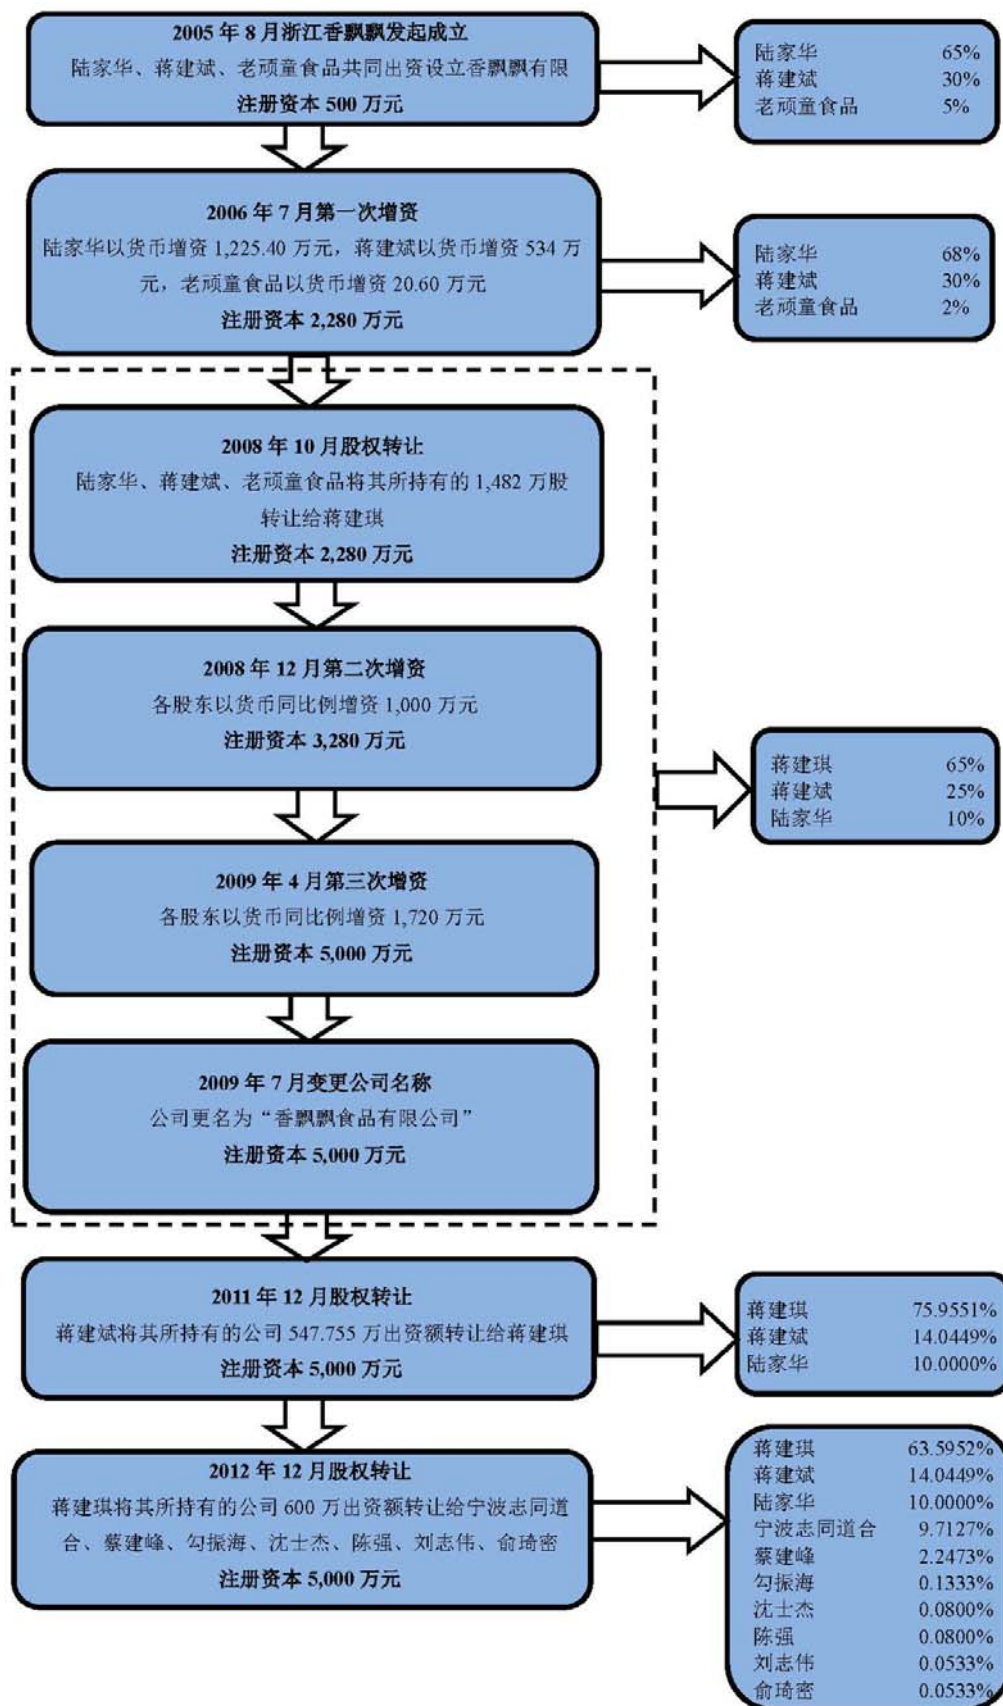 2005 年 8 月浙江香飘飘发起成立
陆家华、蒋建斌、老顽童食品共同出资设立香飘飘有限
注册资本 500 万元
陆家华 65%
蒋建斌 30%
老顽童食品 5%
2006 年 7 月第一次增资
陆家华以货币增资 1,225.40 万元，蒋建斌以货币增资 534 万
元，老顽童食品以货币增资 20.60 万元
注册资本 2,280 万元
陆家华 68%
蒋建斌 30%
老顽童食品 2%
2008 年 10 月股权转让
陆家华、蒋建斌、老顽童食品将其所持有的 1,482 万股
转让给蒋建琪
注册资本 2,280 万元
2008 年 12 月第二次增资
各股东以货币同比例增资 1,000 万元
注册资本 3,280 万元
蒋建琪 65%
蒋建斌 25%
陆家华 10%
2009 年 4 月第三次增资
各股东以货币同比例增资 1,720 万元
注册资本 5,000 万元
2009 年 7 月变更公司名称
公司更名为“香飘飘食品有限公司”
注册资本 5,000 万元
2011 年 12 月股权转让
蒋建斌将其所持有的公司 547.755 万出资额转让给蒋建琪
注册资本 5,000 万元
蒋建琪 75.9551%
蒋建斌 14.0449%
陆家华 10.0000%
2012 年 12 月股权转让
蒋建琪将其所持有的公司 600 万出资额转让给宁波志同道
合、蔡建峰、勾振海、沈士杰、陈强、刘志伟、俞琦密
注册资本 5,000 万元
蒋建琪 63.5952%
蒋建斌 14.0449%
陆家华 10.0000%
宁波志同道合 9.7127%
蔡建峰 2.2473%
勾振海 0.1333%
沈士杰 0.0800%
陈强 0.0800%
刘志伟 0.0533%
俞琦密 0.0533%